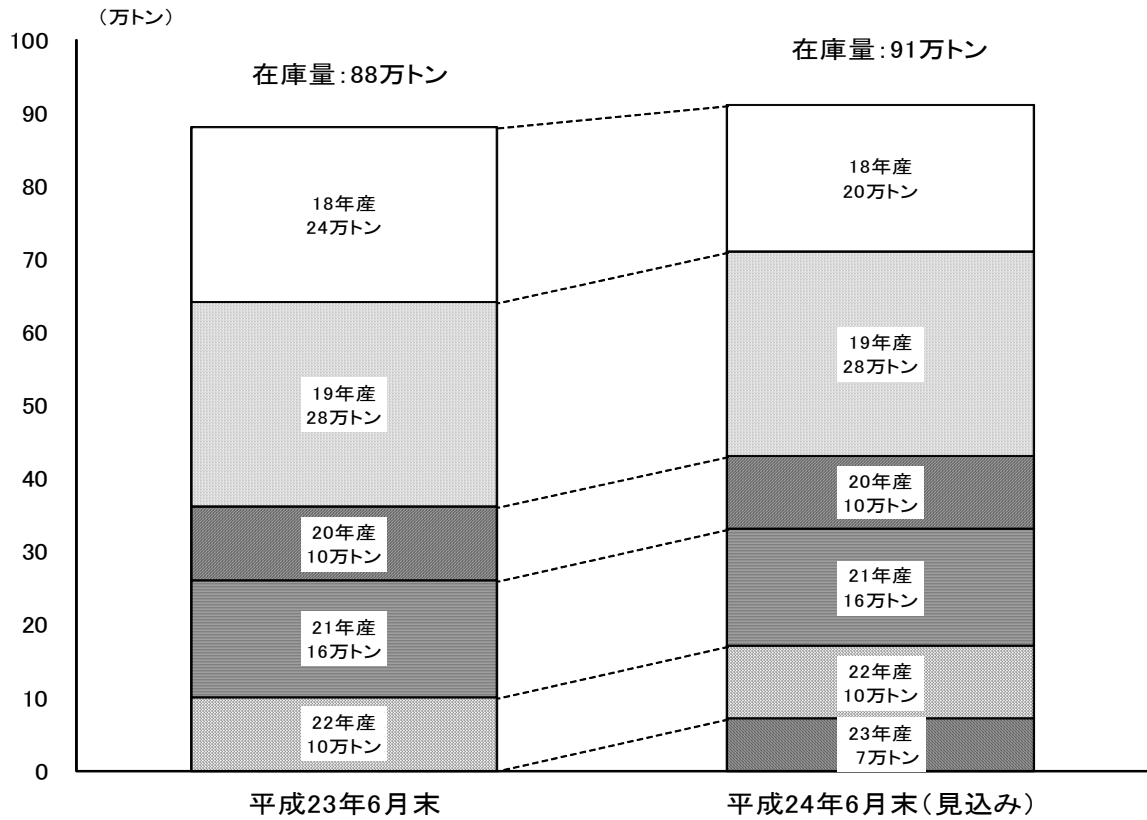 （万トン）
100
90
80
70
60
50
40
30
20
10
0
在庫量：88万トン
18年産
24万トン
19年産
28万トン
20年産
10万トン
21年産
16万トン
22年産
10万トン
平成23年6月末
在庫量：91万トン
18年産
20万トン
19年産
28万トン
20年産
10万トン
21年産
16万トン
22年産
10万トン
23年産
7万トン
平成24年6月末（見込み）